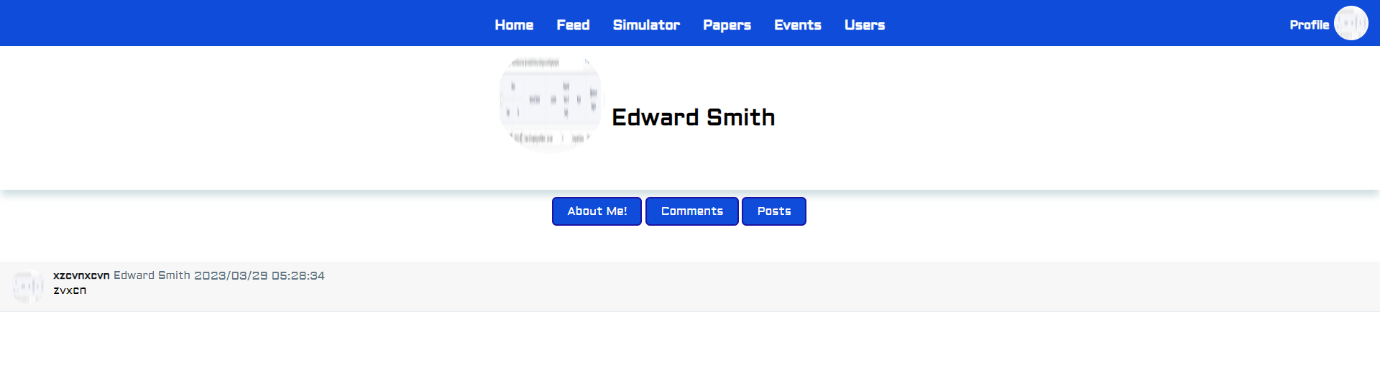 Home Feed Simulator Papers Events Users Profile
Edward Smith
About Me! Comments Posts
xzcvnxcvn Edward Smith 2023/03/29 05:28:34
zvxcn